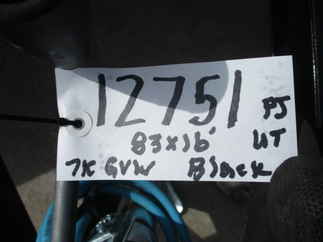 12751 PJ
83x16' UT
7K GVW Black